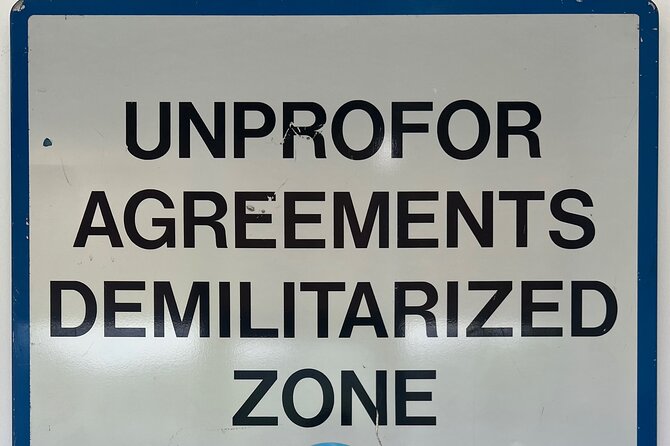 UNPROFOR
AGREEMENTS
DEMILITARIZED
ZONE